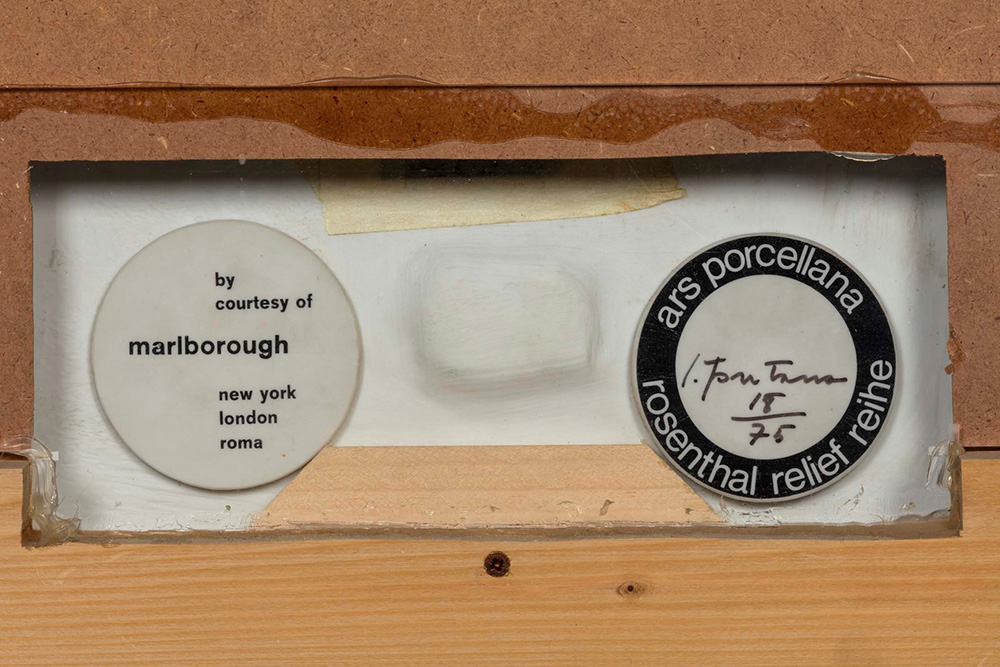 by
courtesy of
marlborough
new york
london
roma
ars porcellana
l. fontana
18
75
rosenthal relief reihe